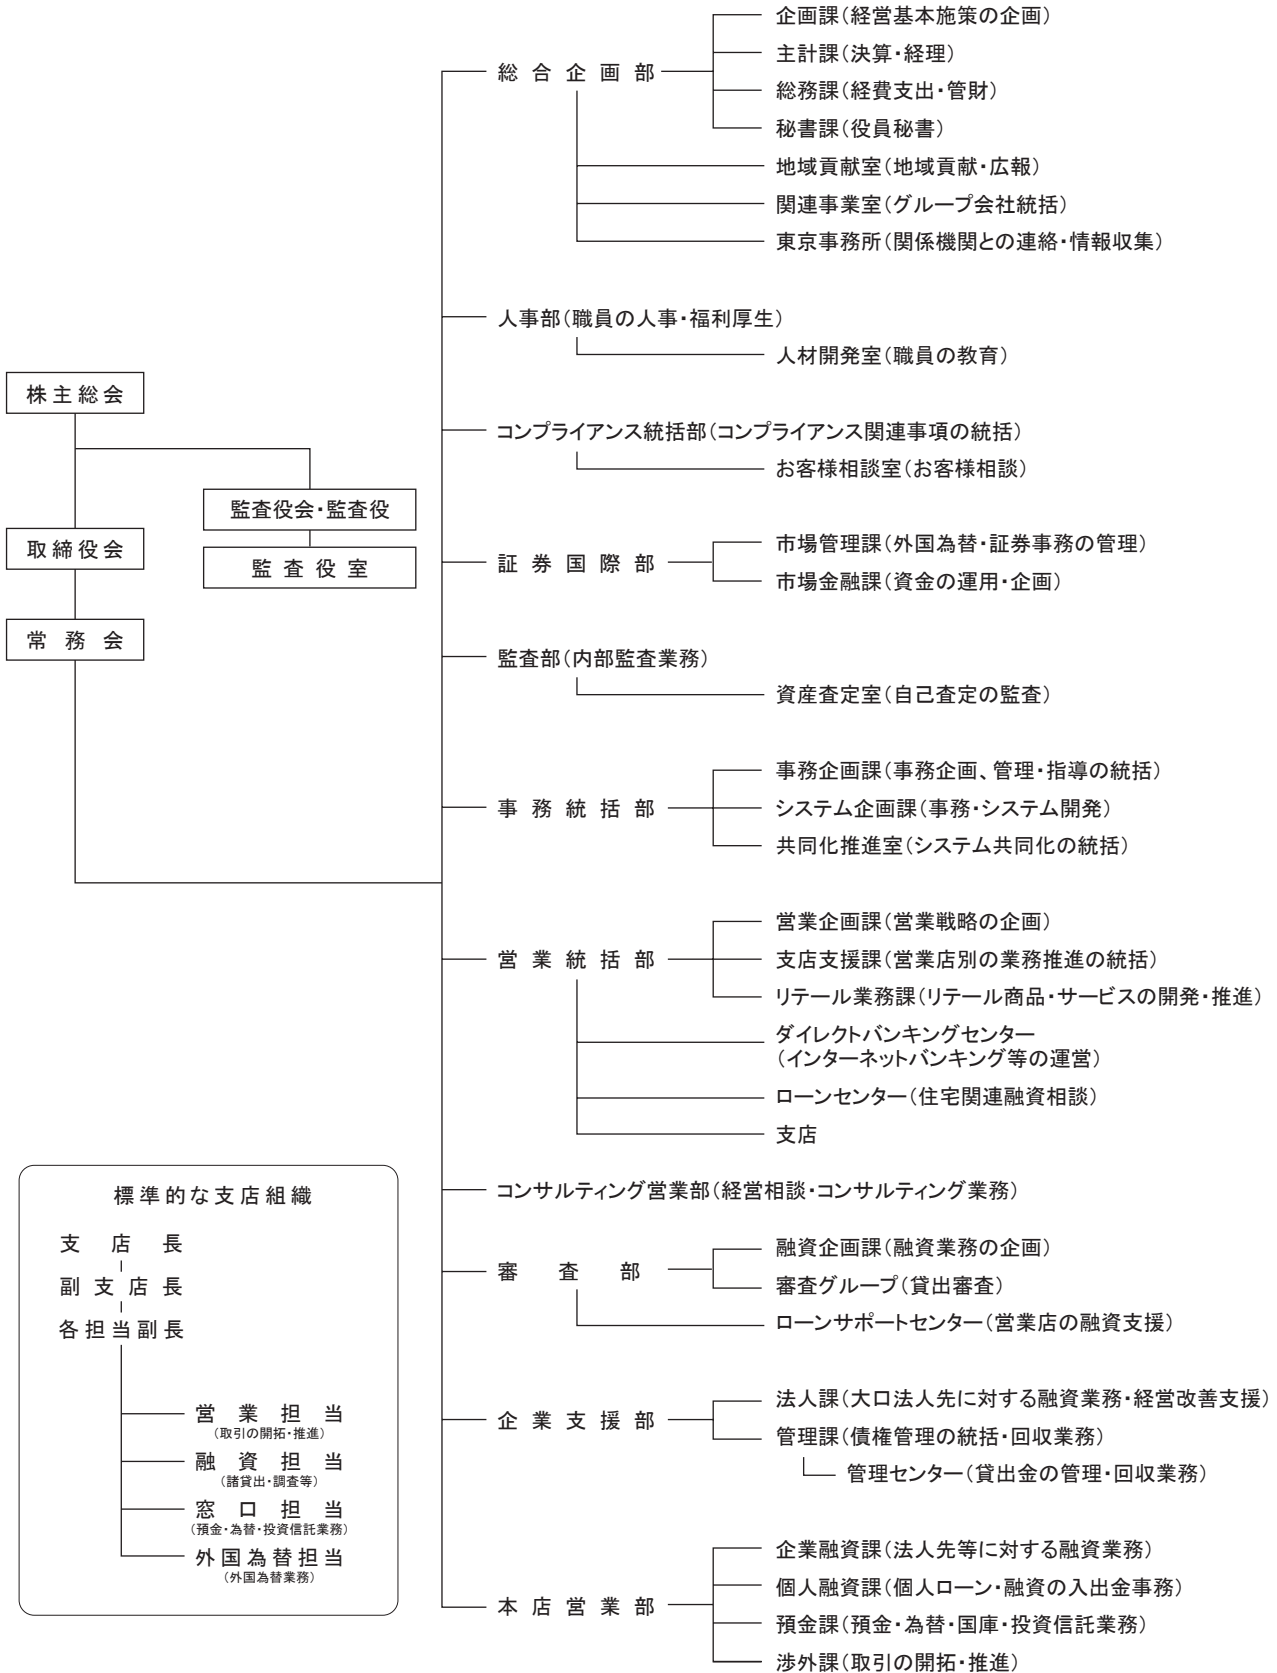 株主総会
監査役会・監査役
監査役室
取締役会
常務会
総合企画部
企画課(経営基本施策の企画)
主計課(決算・経理)
総務課(経費支出・管財)
秘書課(役員秘書)
地域貢献室(地域貢献・広報)
関連事業室(グループ会社統括)
東京事務所(関係機関との連絡・情報収集)
人事部(職員の人事・福利厚生)
人材開発室(職員の教育)
コンプライアンス統括部(コンプライアンス関連事項の統括)
お客様相談室(お客様相談)
証券国際部
市場管理課(外国為替・証券事務の管理)
市場金融課(資金の運用・企画)
監査部(内部監査業務)
資産査定室(自己査定の監査)
事務統括部
事務企画課(事務企画、管理・指導の統括)
システム企画課(事務・システム開発)
共同化推進室(システム共同化の統括)
営業統括部
営業企画課(営業戦略の企画)
支店支援課(営業店別の業務推進の統括)
リテール業務課(リテール商品・サービスの開発・推進)
ダイレクトバンキングセンター
(インターネットバンキング等の運営)
ローンセンター(住宅関連融資相談)
支店
コンサルティング営業部(経営相談・コンサルティング業務)
審査部
融資企画課(融資業務の企画)
審査グループ(貸出審査)
ローンサポートセンター(営業店の融資支援)
企業支援部
法人課(大口法人先に対する融資業務・経営改善支援)
管理課(債権管理の統括・回収業務)
管理センター(貸出金の管理・回収業務)
本店営業部
企業融資課(法人先等に対する融資業務)
個人融資課(個人ローン・融資の入出金事務)
預金課(預金・為替・国庫・投資信託業務)
渉外課(取引の開拓・推進)
標準的な支店組織
支店長
副支店長
各担当副長
営業担当
(取引の開拓・推進)
融資担当
(諸貸出・調査等)
窓口担当
(預金・為替・投資信託業務)
外国為替担当
(外国為替業務)